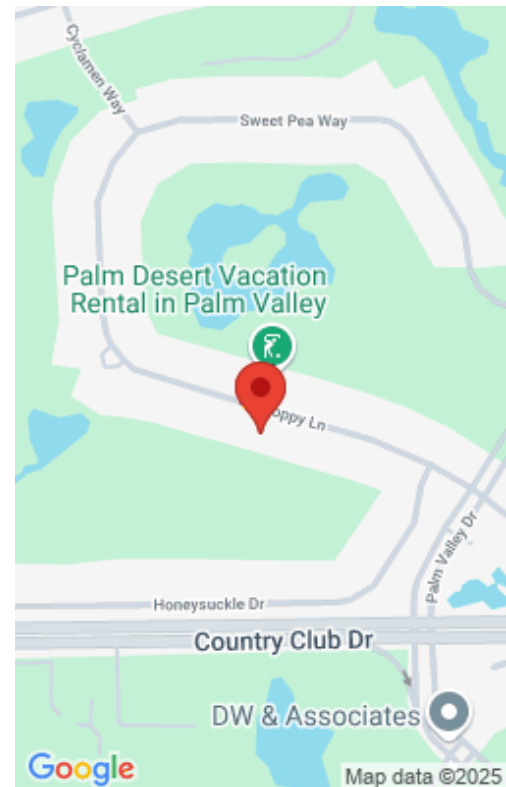 Cyclamen Way
Sweet Pea Way
Palm Desert Vacation
Rental in Palm Valley
Ln
Palm Valley Dr
Honeysuckle Dr
Country Club Dr
DW & Associates
Google
Map data ©2025